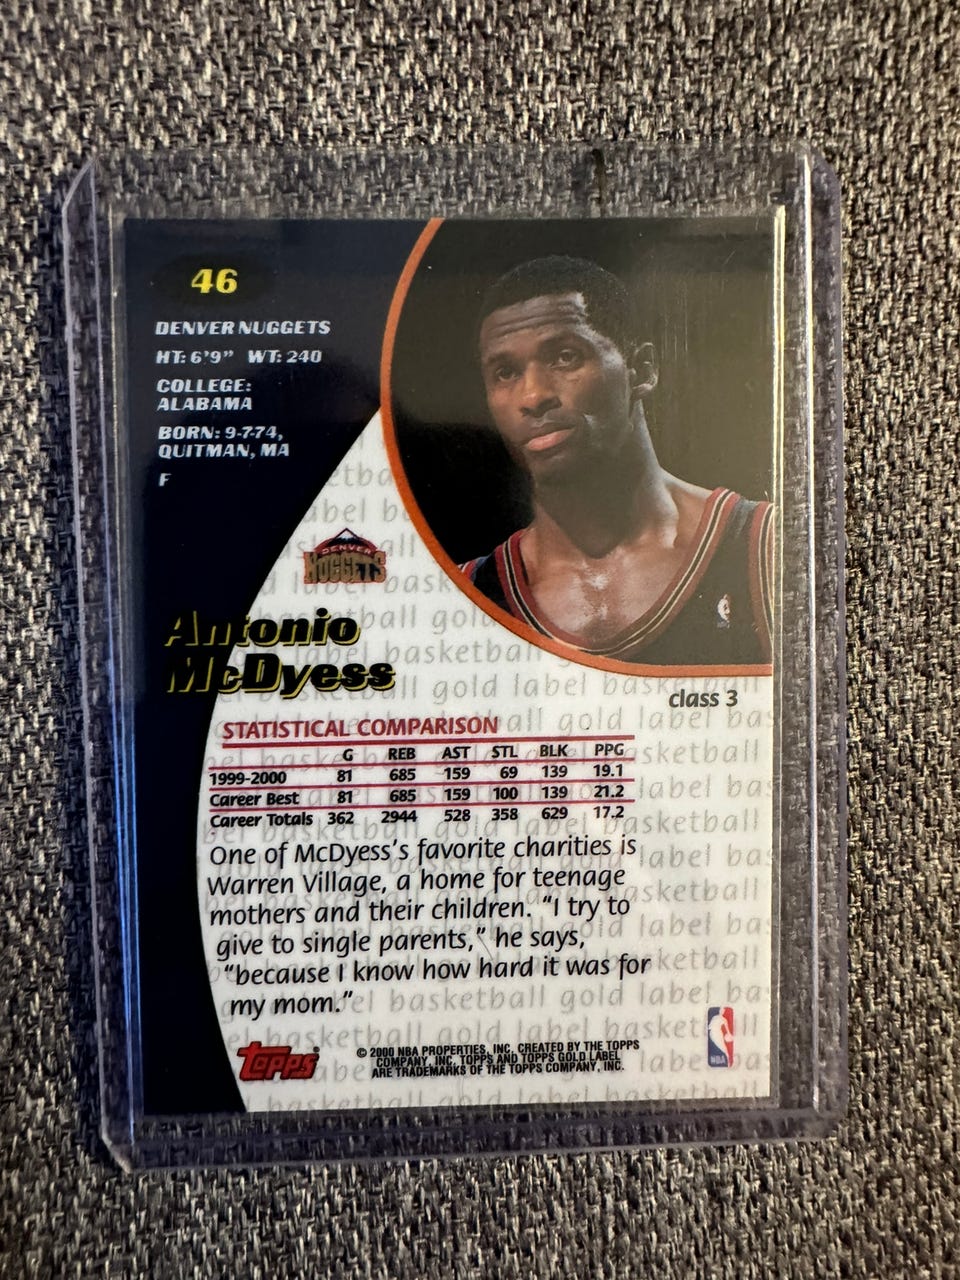 46
DENVER NUGGETS
HT: 6'9" WT: 240
COLLEGE:
ALABAMA
BORN: 9-7-74,
QUITMAN, MA
F
DENVER
NUGGETS
Antonio
McDyess
class 3
STATISTICAL COMPARISON
G REB AST STL BLK PPG
1999-2000 81 685 159 69 139 19.1
Career Best 81 685 159 100 139 21.2
Career Totals 362 2944 528 358 629 17.2
One of McDyess's favorite charities is
Warren Village, a home for teenage
mothers and their children. "I try to
give to single parents," he says,
"because I know how hard it was for
my mom."
topps
© 2000 NBA PROPERTIES, INC. CREATED BY THE TOPPS
COMPANY, INC. TOPPS AND TOPPS GOLD LABEL
ARE TRADEMARKS OF THE TOPPS COMPANY, INC.
NBA